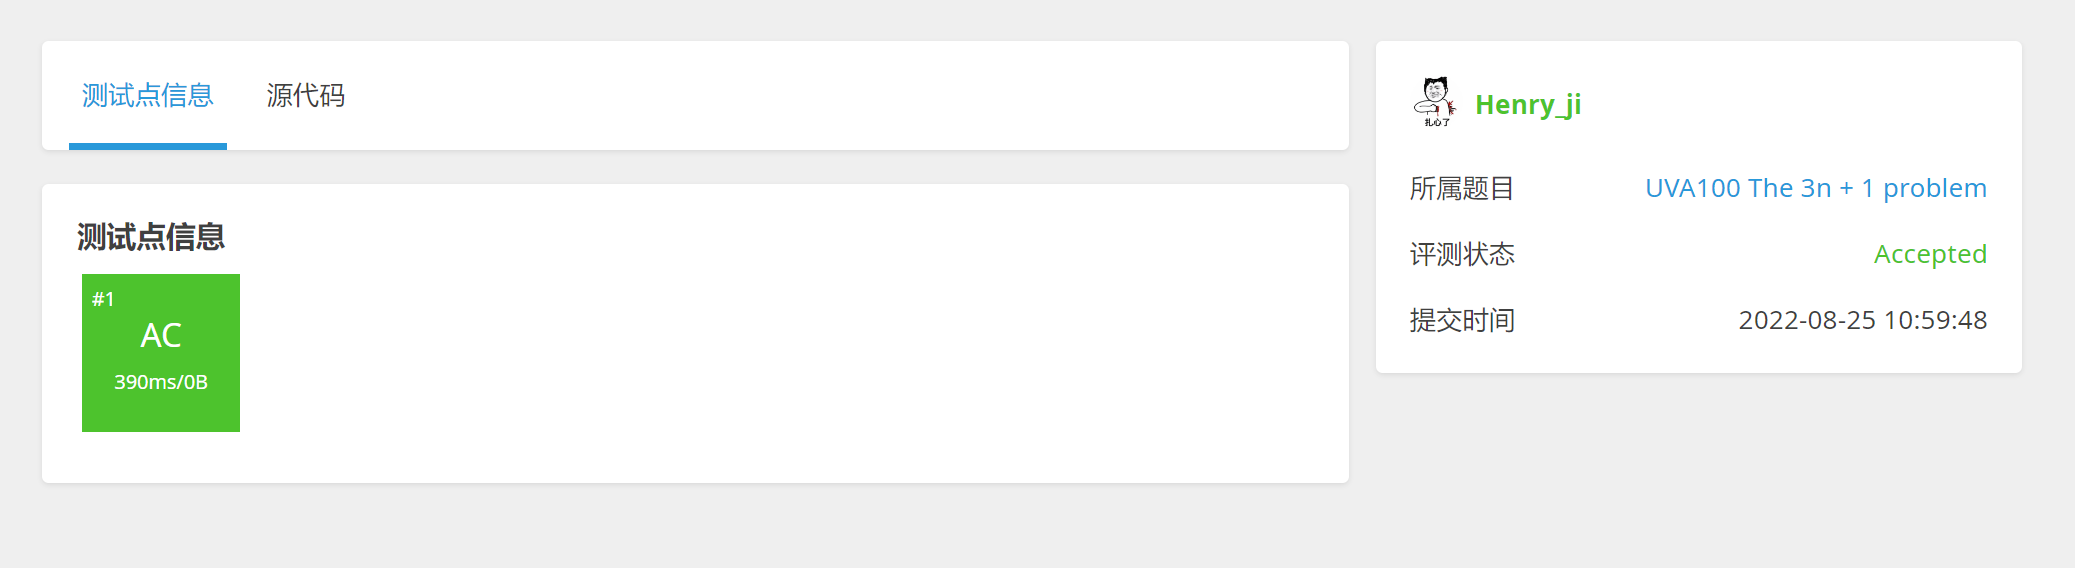 测试点信息 源代码
测试点信息
#1
AC
390ms/0B
扎心了
Henry_ji
所属题目 UVA100 The 3n + 1 problem
评测状态 Accepted
提交时间 2022-08-25 10:59:48